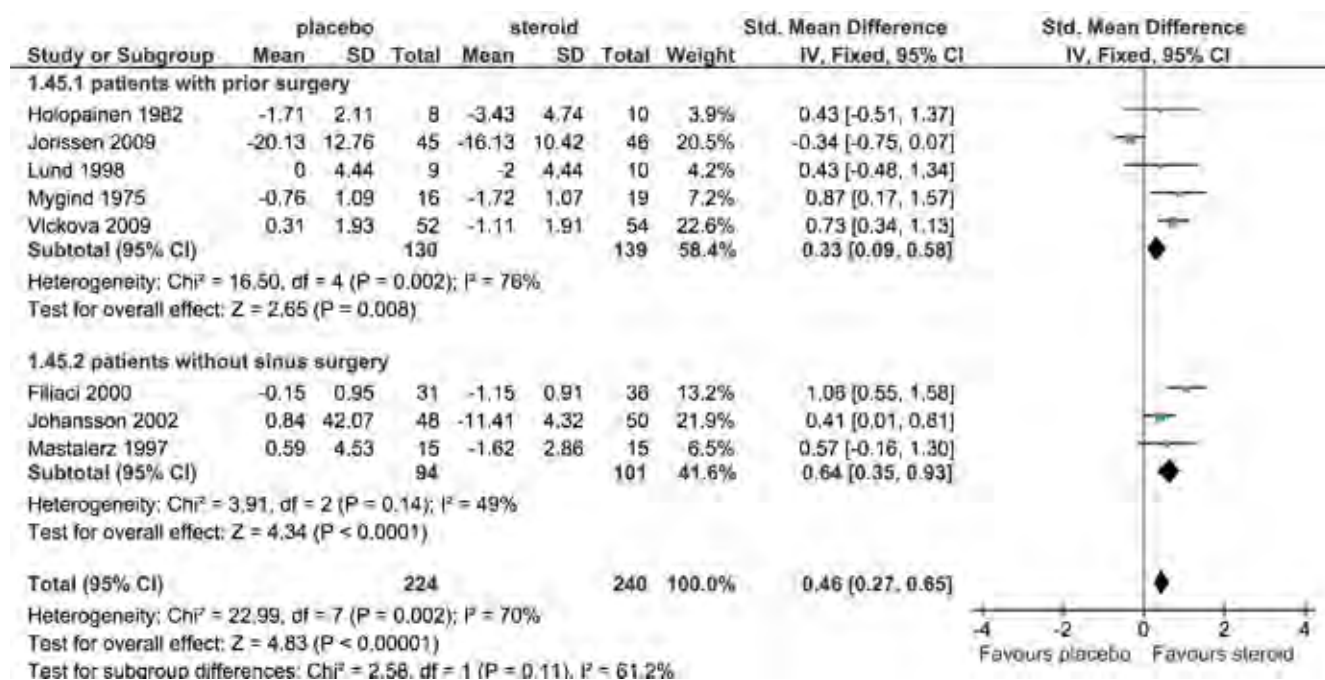 placebo steroid Std. Mean Difference Std. Mean Difference
Study or Subgroup Mean SD Total Mean SD Total Weight IV, Fixed, 95% CI IV, Fixed, 95% CI
1.45.1 patients with prior surgery
Holopainen 1982 -1.71 2.11 8 -3.43 4.74 10 3.9% 0.43 [-0.51, 1.37]
Jorissen 2009 -20.13 12.76 45 -16.13 10.42 46 20.5% -0.34 [-0.75, 0.07]
Lund 1998 0 4.44 9 -2 4.44 10 4.2% 0.43 [-0.48, 1.34]
Mygind 1975 -0.76 1.09 16 -1.72 1.07 19 7.2% 0.87 [0.17, 1.57]
Vlckova 2009 0.31 1.93 52 -1.11 1.91 54 22.6% 0.73 [0.34, 1.13]
Subtotal (95% CI) 130 139 58.4% 0.33 [0.09, 0.58]
Heterogeneity: Chi² = 16.50, df = 4 (P = 0.002); I² = 76%
Test for overall effect: Z = 2.65 (P = 0.008)
1.45.2 patients without sinus surgery
Filiaci 2000 -0.15 0.95 31 -1.15 0.91 36 13.2% 1.06 [0.55, 1.58]
Johansson 2002 0.84 42.07 48 -11.41 4.32 50 21.9% 0.41 [0.01, 0.81]
Mastalerz 1997 0.59 4.53 15 -1.62 2.86 15 6.5% 0.57 [-0.16, 1.30]
Subtotal (95% CI) 94 101 41.6% 0.64 [0.35, 0.93]
Heterogeneity: Chi² = 3.91, df = 2 (P = 0.14); I² = 49%
Test for overall effect: Z = 4.34 (P < 0.0001)
Total (95% CI) 224 240 100.0% 0.46 [0.27, 0.65]
Heterogeneity: Chi² = 22.99, df = 7 (P = 0.002); I² = 70%
Test for overall effect: Z = 4.83 (P < 0.00001)
Test for subgroup differences: Chi² = 2.58, df = 1 (P = 0.11), I² = 61.2%
-4 -2 0 2 4
Favours placebo Favours steroid